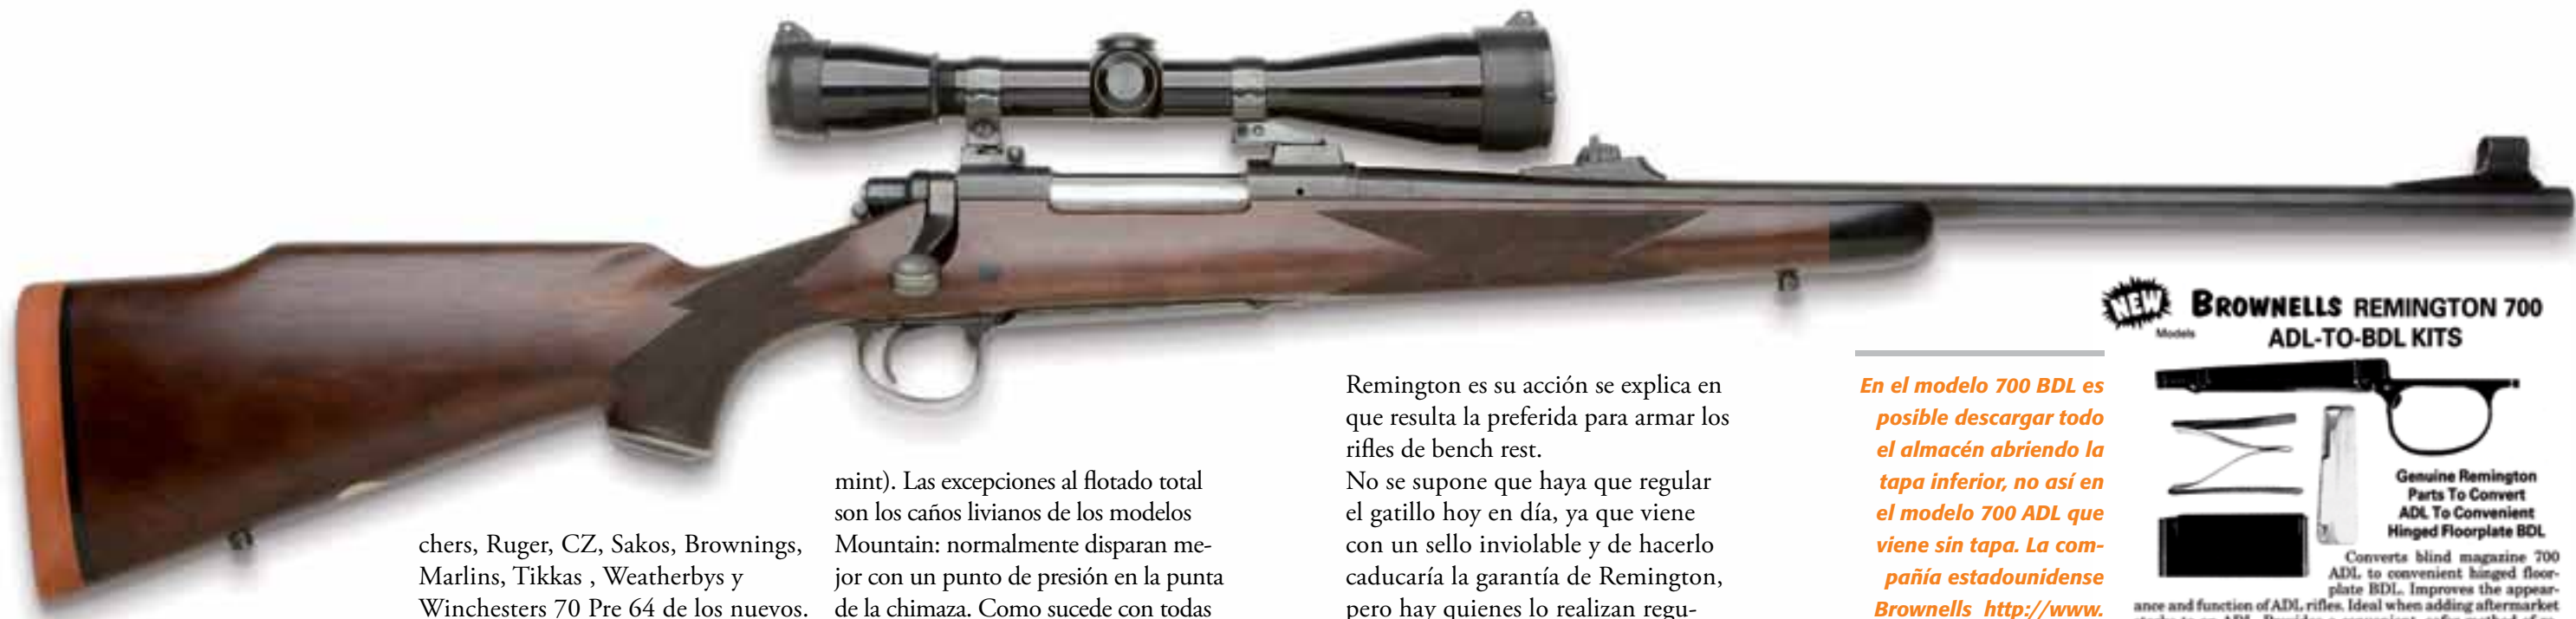 chers, Ruger, CZ, Sakos, Brownings,
Marlins, Tikkas , Weatherbys y
Winchesters 70 Pre 64 de los nuevos.
mint). Las excepciones al flotado total
son los caños livianos de los modelos
Mountain: normalmente disparan me-
jor con un punto de presión en la punta
de la chimaza. Como sucede con todas
Remington es su acción se explica en
que resulta la preferida para armar los
rifles de bench rest.
No se supone que haya que regular
el gatillo hoy en día, ya que viene
con un sello inviolable y de hacerlo
caducaría la garantía de Remington,
pero hay quienes lo realizan regu-
En el modelo 700 BDL es
posible descargar todo
el almacén abriendo la
tapa inferior, no así en
el modelo 700 ADL que
viene sin tapa. La com-
pañía estadounidense
Brownells http://www.
NEW BROWNELLS REMINGTON 700
Models
ADL-TO-BDL KITS
Genuine Remington
Parts To Convert
ADL To Convenient
Hinged Floorplate BDL
Converts blind magazine 700
ADL to convenient hinged floor-
plate BDL. Improves the appear-
ance and function of ADL rifles. Ideal when adding aftermarket